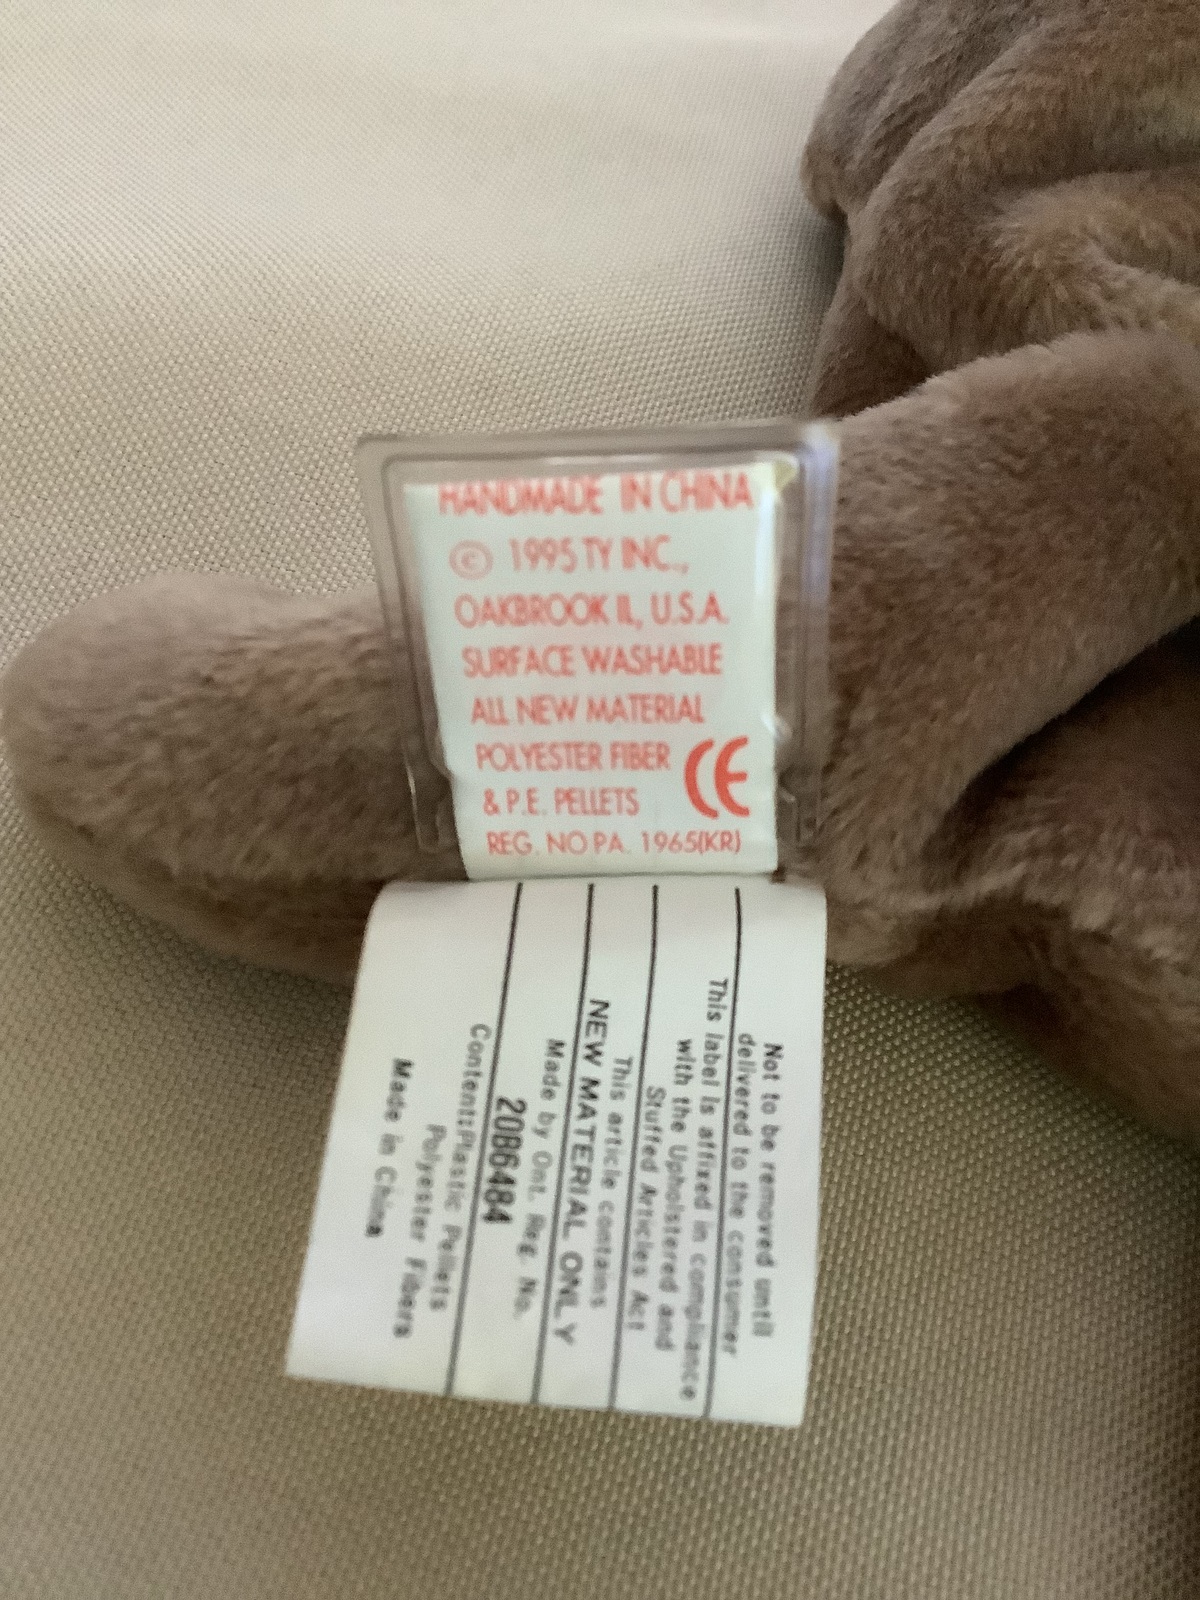 HANDMADE IN CHINA
© 1995 TY INC.,
OAKBROOK IL, U.S.A.
SURFACE WASHABLE
ALL NEW MATERIAL
POLYESTER FIBER
& P.E. PELLETS
CE
REG. NO PA. 1965(KR)
Not to be removed until
delivered to the consumer
This label is affixed in compliance
with the Upholstered and
Stuffed Articles Act
This article contains
NEW MATERIAL ONLY
Made by Ont. Reg. No.
20B6484
Content:Plastic Pellets
Polyester Fibers
Made in China